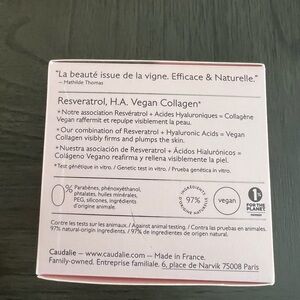 “La beauté issue de la vigne. Efficace & Naturelle.”
— Mathilde Thomas
Resveratrol, H.A. Vegan Collagen*
* Notre association Resvératrol + Acides Hyaluroniques = Collagène
Vegan raffermit et repulpe visiblement la peau.
* Our combination of Resveratrol + Hyaluronic Acids = Vegan
Collagen visibly firms and plumps the skin.
* Nuestra asociación de Resveratrol + Ácidos Hialurónicos =
Colágeno Vegano reafirma y rellena visiblemente la piel.
*Test génétique in vitro. / Genetic test in vitro. / Prueba genética in vitro.
0%
Parabènes, phénoxyéthanol,
phtalates, huiles minérales,
PEG, silicones, ingrédients
d'origine animale.
INGRÉDIENTS
97%
D'ORIGINE NATURELLE
vegan
1%
FOR THE
PLANET
Contre les tests sur les animaux. / Against animal testing. / Contra las pruebas en animales.
97% natural-origin ingredients. / 97% de ingredientes de origen natural.
Caudalie — www.caudalie.com — Made in France.
Family-owned. Entreprise familiale. 6, place de Narvik 75008 Paris